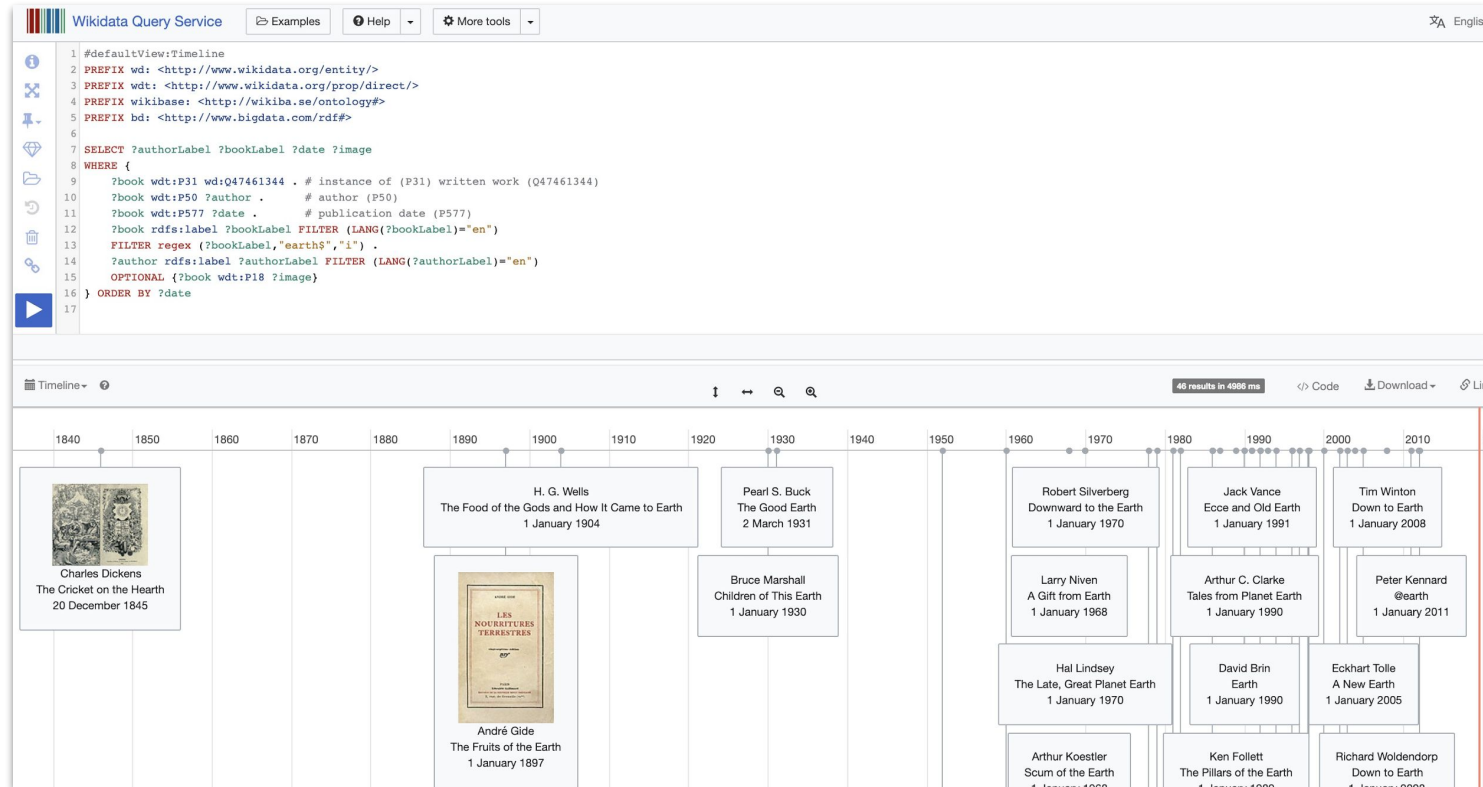 Wikidata Query Service
Examples
Help
More tools
Englis
1 #defaultView:Timeline
2 PREFIX wd: <http://www.wikidata.org/entity/>
3 PREFIX wdt: <http://www.wikidata.org/prop/direct/>
4 PREFIX wikibase: <http://wikiba.se/ontology#>
5 PREFIX bd: <http://www.bigdata.com/rdf#>
6
7 SELECT ?authorLabel ?bookLabel ?date ?image
8 WHERE {
9 ?book wdt:P31 wd:Q47461344 . # instance of (P31) written work (Q47461344)
10 ?book wdt:P50 ?author . # author (P50)
11 ?book wdt:P577 ?date . # publication date (P577)
12 ?book rdfs:label ?bookLabel FILTER (LANG(?bookLabel)="en")
13 FILTER regex (?bookLabel,"earth$","i") .
14 ?author rdfs:label ?authorLabel FILTER (LANG(?authorLabel)="en")
15 OPTIONAL {?book wdt:P18 ?image}
16 } ORDER BY ?date
17
Timeline
46 results in 4986 ms
</> Code
Download
Li
1840 1850 1860 1870 1880 1890 1900 1910 1920 1930 1940 1950 1960 1970 1980 1990 2000 2010
Charles Dickens
The Cricket on the Hearth
20 December 1845
H. G. Wells
The Food of the Gods and How It Came to Earth
1 January 1904
ANDRÉ GIDE
LES
NOURRITURES
TERRESTRES
nrf
André Gide
The Fruits of the Earth
1 January 1897
Pearl S. Buck
The Good Earth
2 March 1931
Bruce Marshall
Children of This Earth
1 January 1930
Robert Silverberg
Downward to the Earth
1 January 1970
Larry Niven
A Gift from Earth
1 January 1968
Hal Lindsey
The Late, Great Planet Earth
1 January 1970
Arthur Koestler
Scum of the Earth
Jack Vance
Ecce and Old Earth
1 January 1991
Arthur C. Clarke
Tales from Planet Earth
1 January 1990
David Brin
Earth
1 January 1990
Ken Follett
The Pillars of the Earth
Tim Winton
Down to Earth
1 January 2008
Peter Kennard
@earth
1 January 2011
Eckhart Tolle
A New Earth
1 January 2005
Richard Woldendorp
Down to Earth